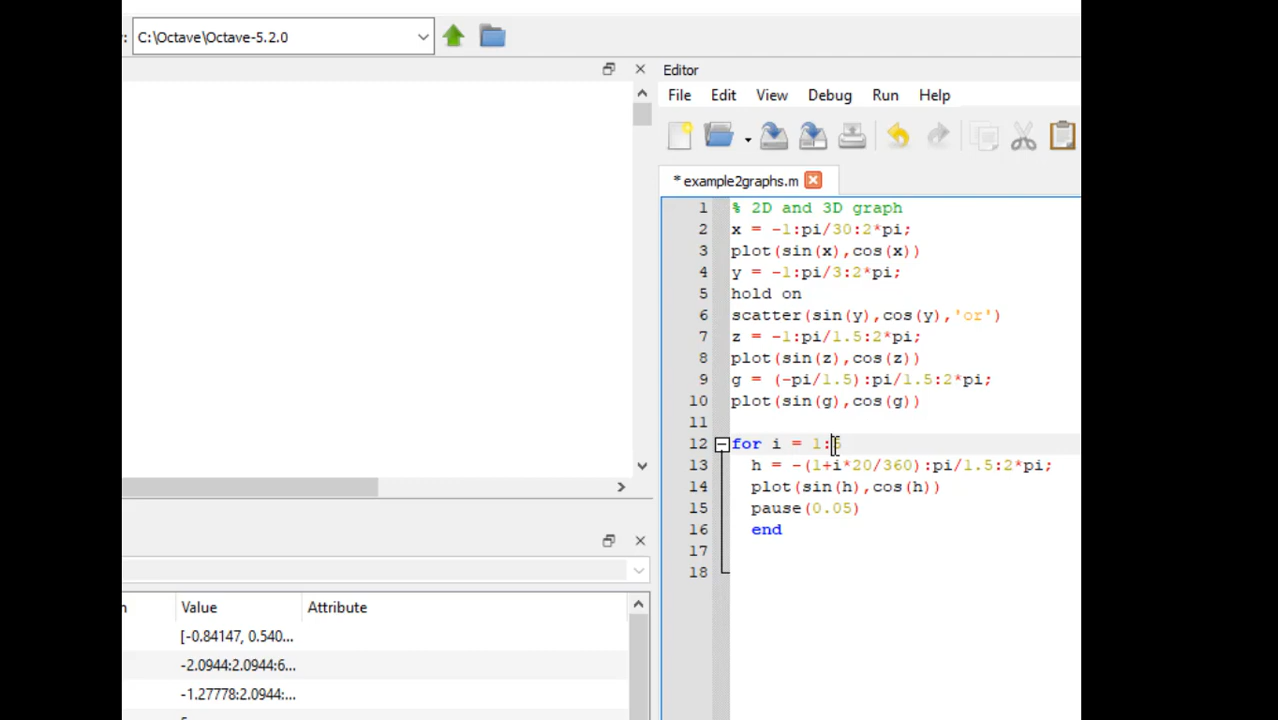 : C:\Octave\Octave-5.2.0
Editor
File Edit View Debug Run Help
* example2graphs.m
1 % 2D and 3D graph
2 x = -1:pi/30:2*pi;
3 plot(sin(x),cos(x))
4 y = -1:pi/3:2*pi;
5 hold on
6 scatter(sin(y),cos(y),'or')
7 z = -1:pi/1.5:2*pi;
8 plot(sin(z),cos(z))
9 g = (-pi/1.5):pi/1.5:2*pi;
10 plot(sin(g),cos(g))
11
12 for i = 1:5
13 h = -(1+i*20/360):pi/1.5:2*pi;
14 plot(sin(h),cos(h))
15 pause(0.05)
16 end
17
18
Value Attribute
[-0.84147, 0.540...
-2.0944:2.0944:6...
-1.27778:2.0944:...